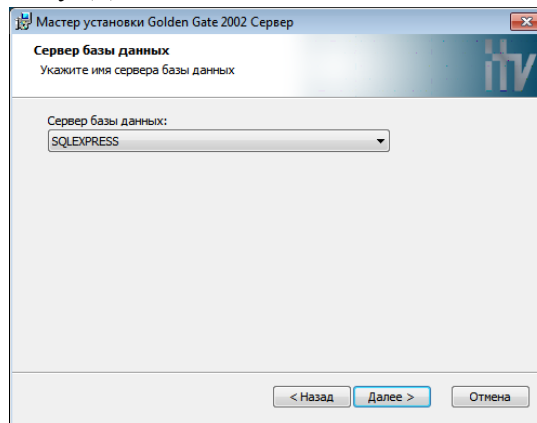 Мастер установки Golden Gate 2002 Сервер
Сервер базы данных
Укажите имя сервера базы данных
itv
Сервер базы данных:
SQLEXPRESS
< Назад
Далее >
Отмена